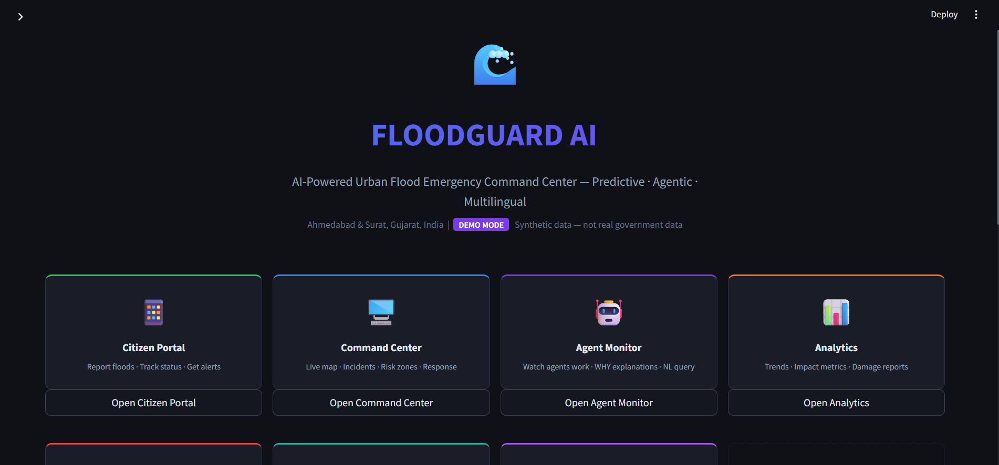 Deploy
FLOODGUARD AI
AI-Powered Urban Flood Emergency Command Center — Predictive · Agentic ·
Multilingual
Ahmedabad & Surat, Gujarat, India | DEMO MODE Synthetic data — not real government data
Citizen Portal
Report floods · Track status · Get alerts
Open Citizen Portal
Command Center
Live map · Incidents · Risk zones · Response
Open Command Center
Agent Monitor
Watch agents work · WHY explanations · NL query
Open Agent Monitor
Analytics
Trends · Impact metrics · Damage reports
Open Analytics